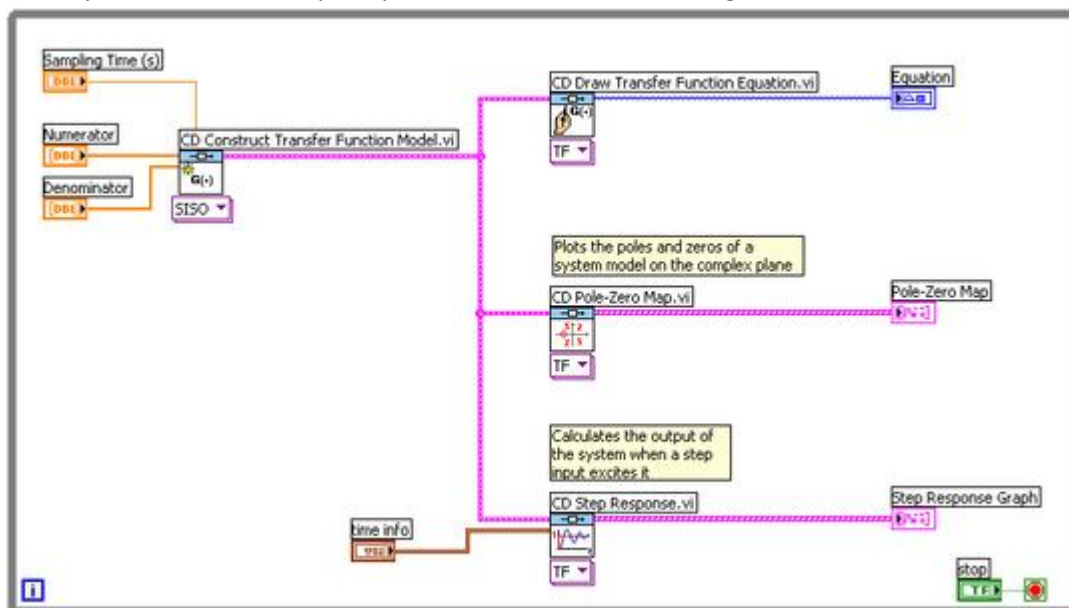 Sampling Time (s)
DBL
Numerator
DBL
Denominator
DBL
CD Construct Transfer Function Model.vi
G(·)
SISO
CD Draw Transfer Function Equation.vi
G(·)
TF
Equation
Plots the poles and zeros of a
system model on the complex plane
CD Pole-Zero Map.vi
TF
Pole-Zero Map
Calculates the output of
the system when a step
input excites it
CD Step Response.vi
TF
Step Response Graph
time info
stop
TF
i